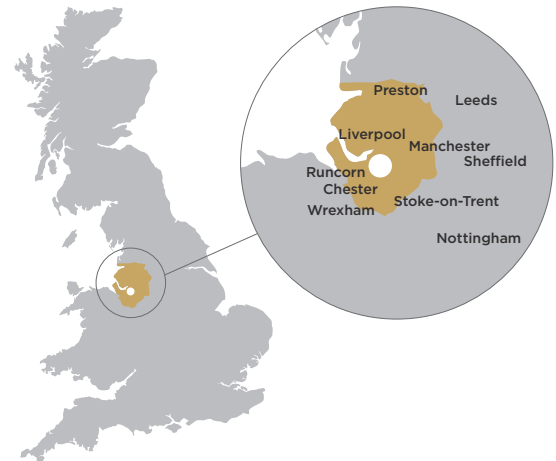 Preston
Leeds
Liverpool
Manchester
Sheffield
Runcorn
Chester
Wrexham
Stoke-on-Trent
Nottingham